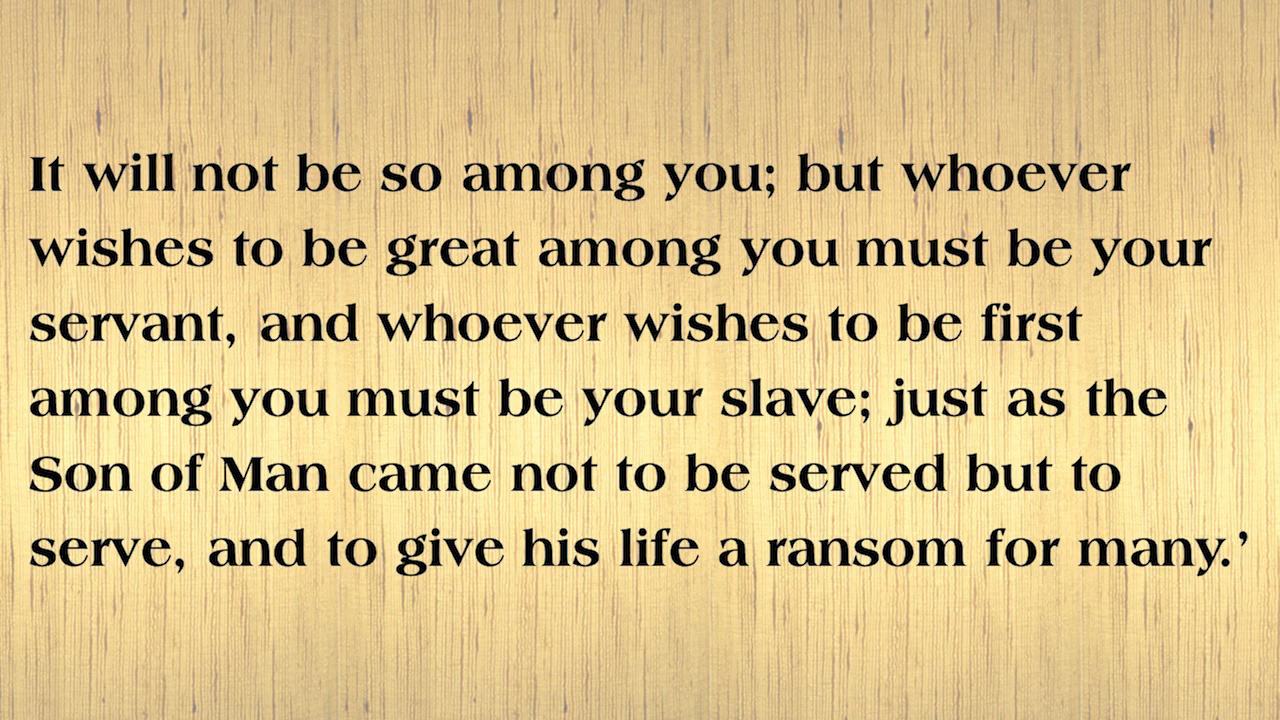 It will not be so among you; but whoever
wishes to be great among you must be your
servant, and whoever wishes to be first
among you must be your slave; just as the
Son of Man came not to be served but to
serve, and to give his life a ransom for many.’